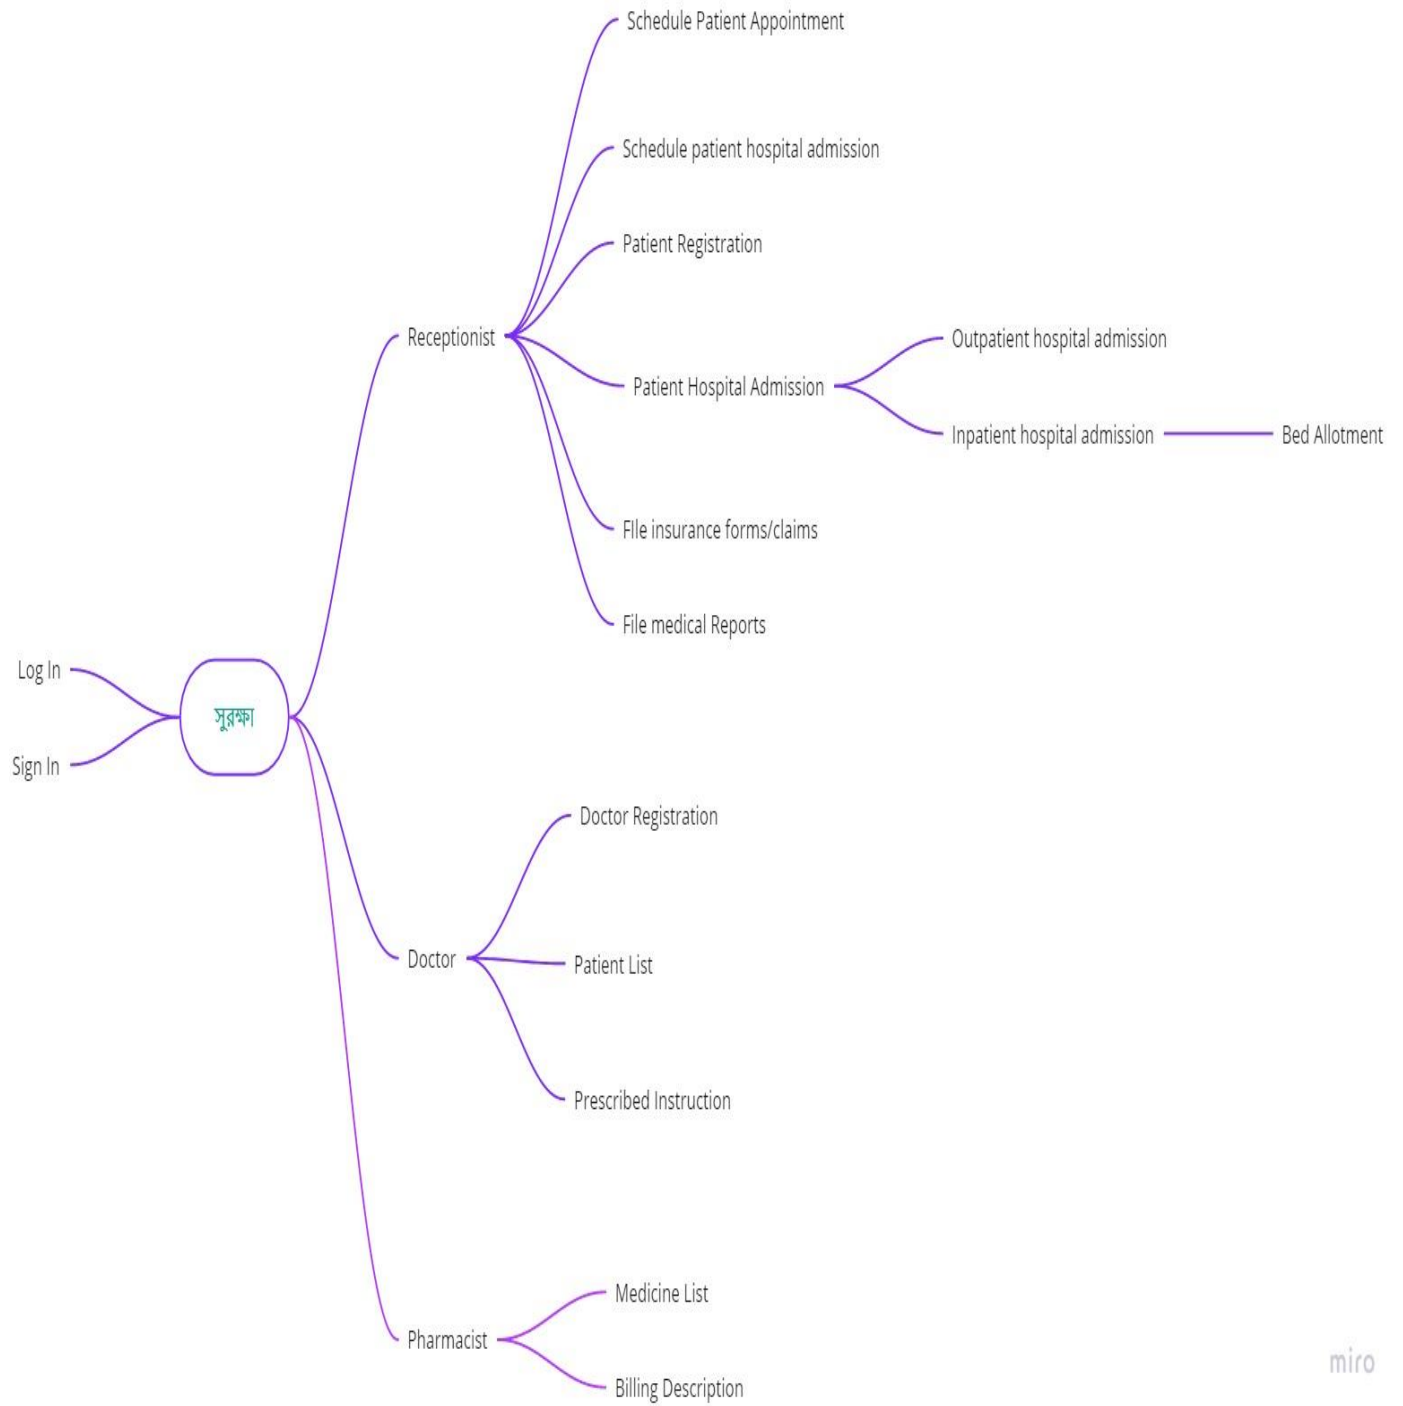 Schedule Patient Appointment
Schedule patient hospital admission
Patient Registration
Receptionist
Outpatient hospital admission
Patient Hospital Admission
Inpatient hospital admission
Bed Allotment
FIle insurance forms/claims
File medical Reports
Log In
সুরক্ষা
Sign In
Doctor Registration
Doctor
Patient List
Prescribed Instruction
Medicine List
Pharmacist
Billing Description
miro